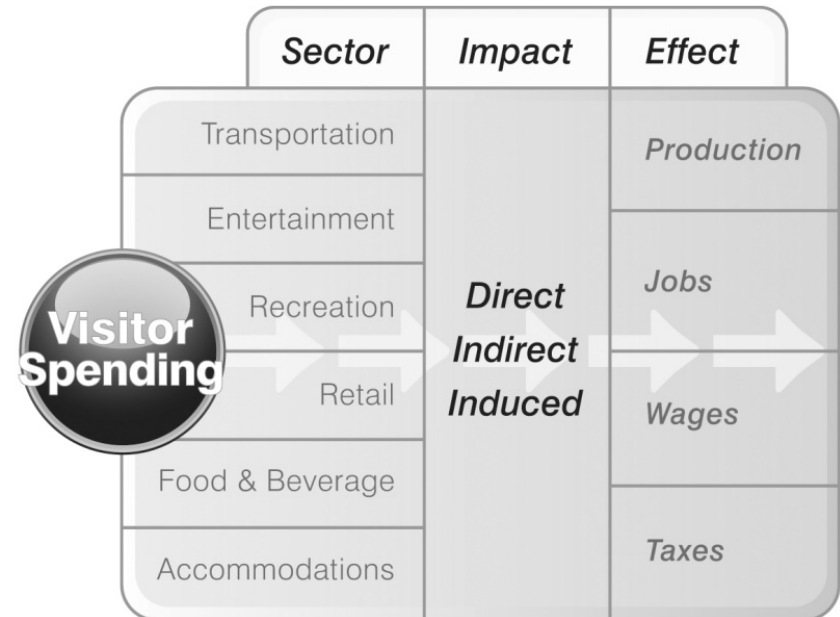 Sector
Impact
Effect
Visitor
Spending
Transportation
Entertainment
Recreation
Retail
Food & Beverage
Accommodations
Direct
Indirect
Induced
Production
Jobs
Wages
Taxes